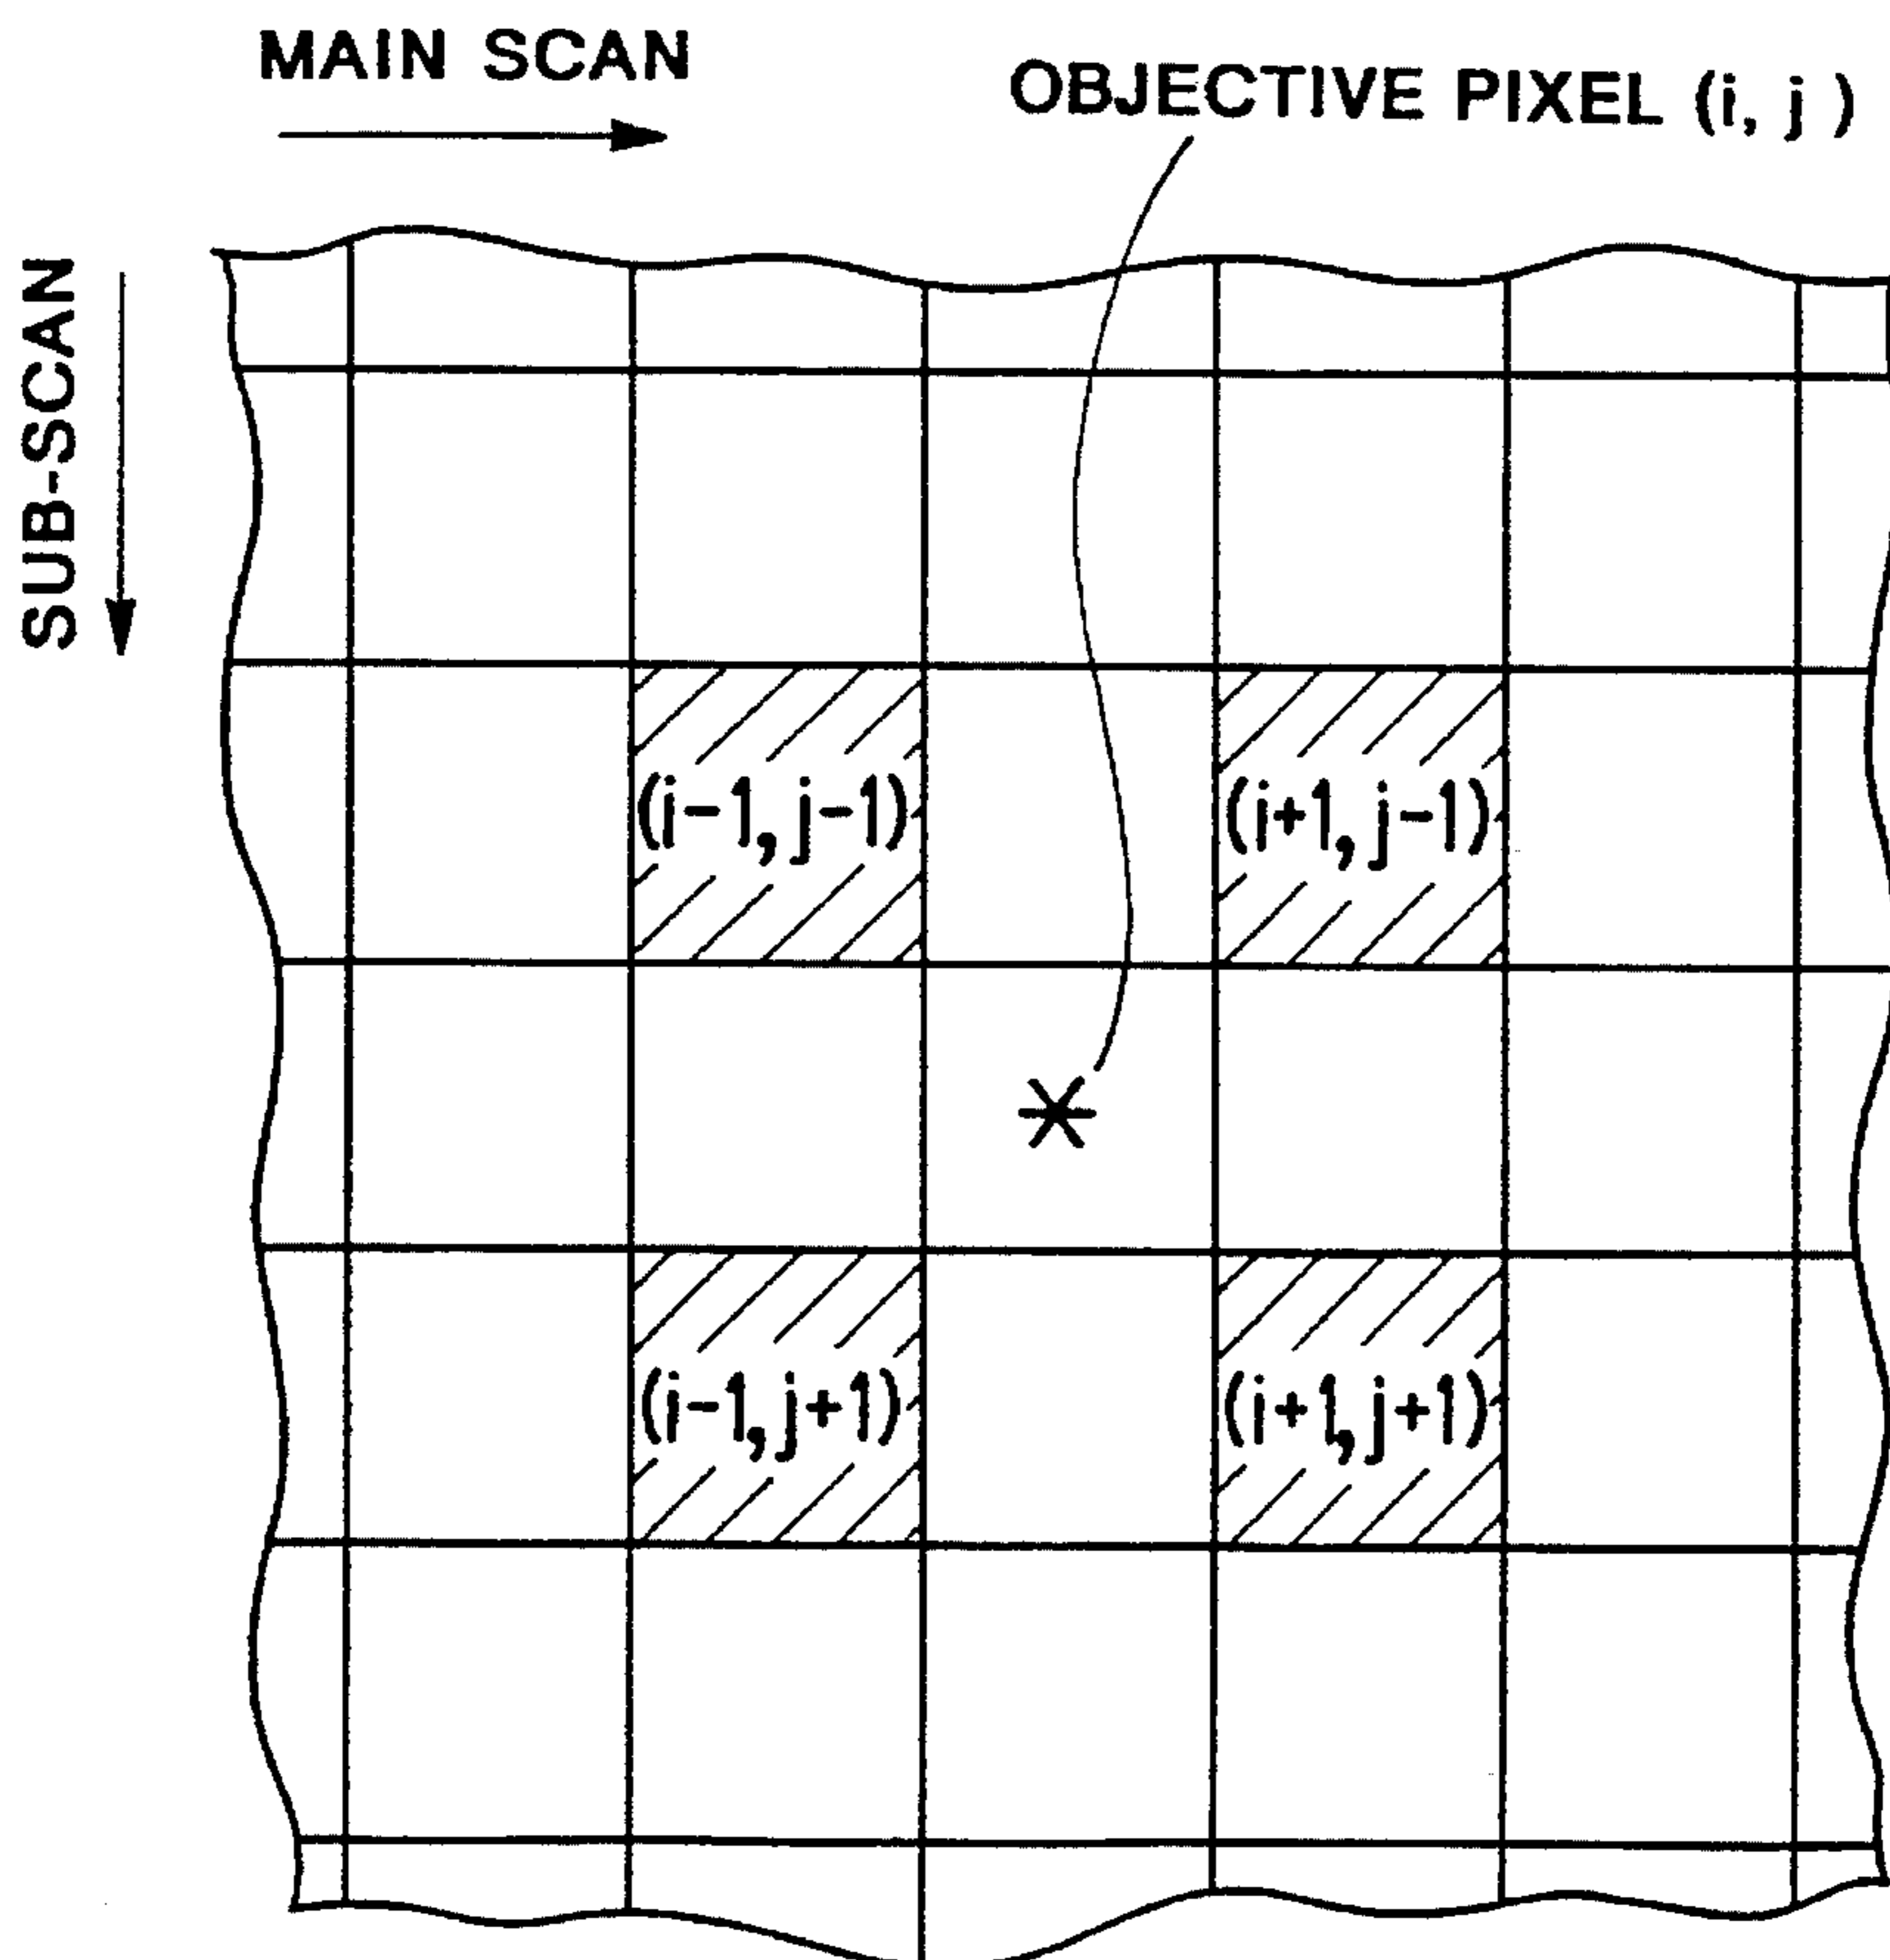 MAIN SCAN
OBJECTIVE PIXEL (i, j )
SUB-SCAN
(i-1, j-1)
(i+1, j-1)
*
(i-1, j+1)
(i+1, j+1)